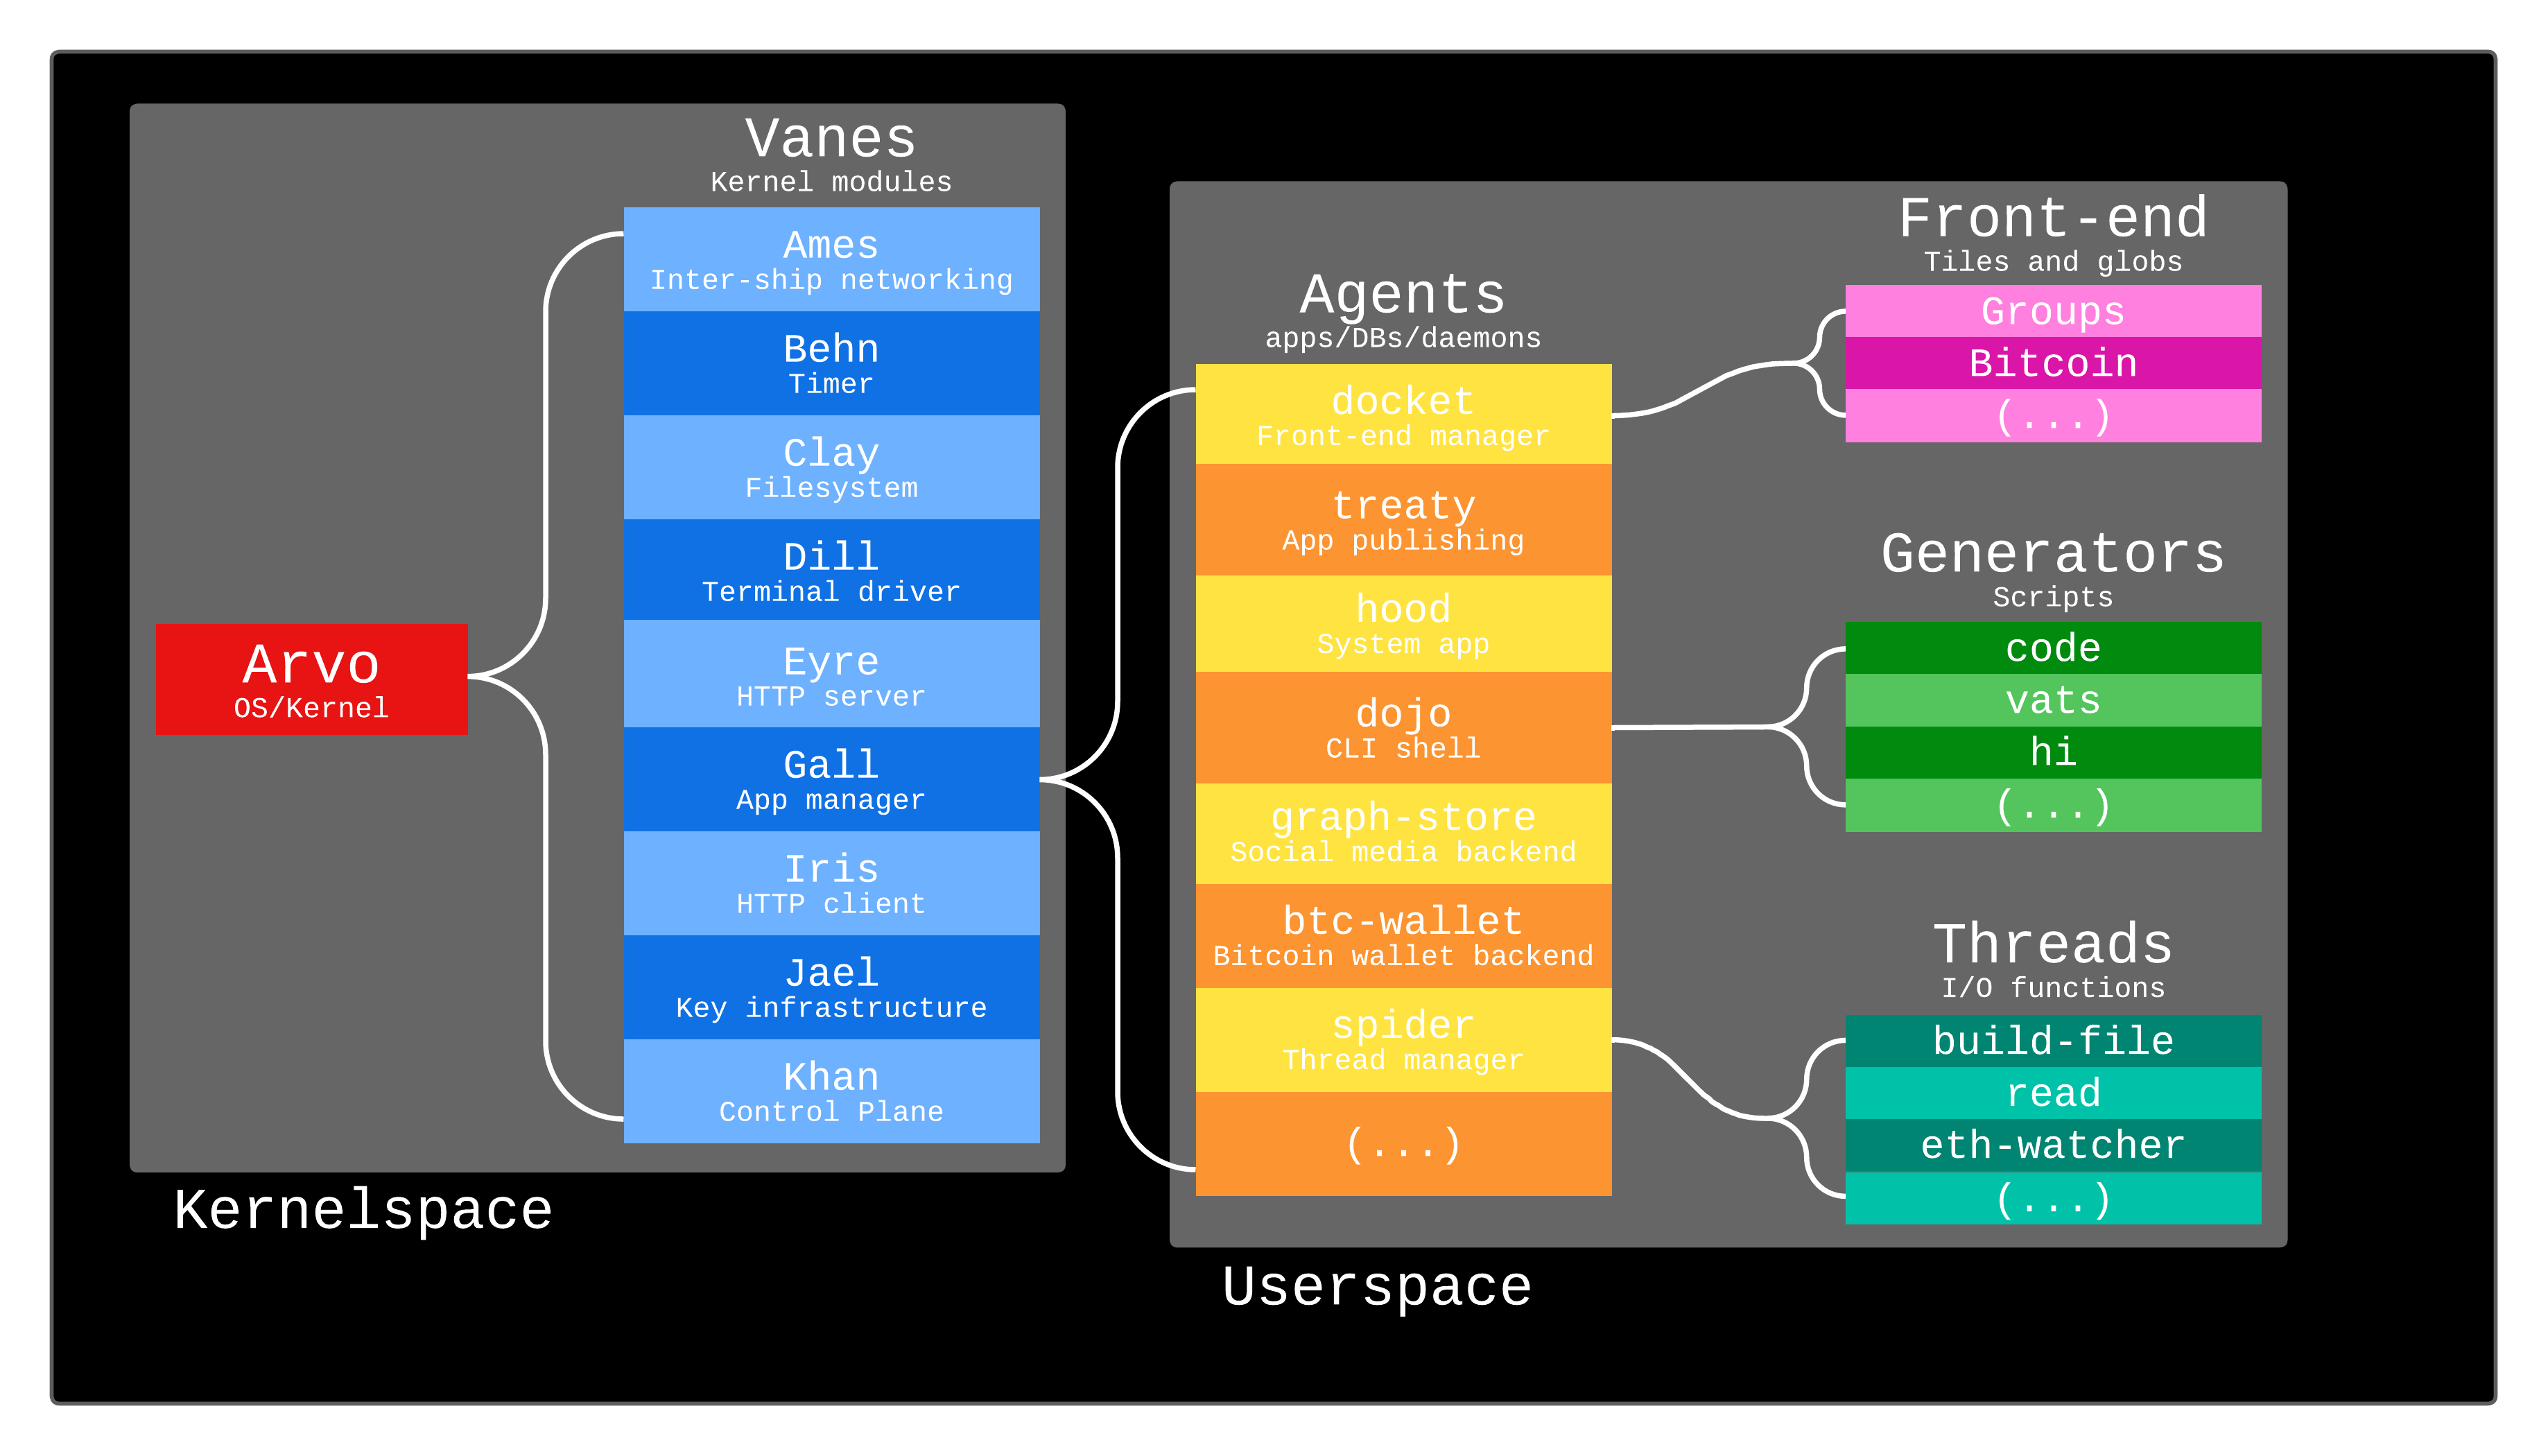 Vanes
Kernel modules
Ames
Inter-ship networking
Behn
Timer
Clay
Filesystem
Dill
Terminal driver
Eyre
HTTP server
Gall
App manager
Iris
HTTP client
Jael
Key infrastructure
Khan
Control Plane
Arvo
OS/Kernel
Kernelspace
Agents
apps/DBs/daemons
docket
Front-end manager
treaty
App publishing
hood
System app
dojo
CLI shell
graph-store
Social media backend
btc-wallet
Bitcoin wallet backend
spider
Thread manager
(...)
Front-end
Tiles and globs
Groups
Bitcoin
(...)
Generators
Scripts
code
vats
hi
(...)
Threads
I/O functions
build-file
read
eth-watcher
(...)
Userspace